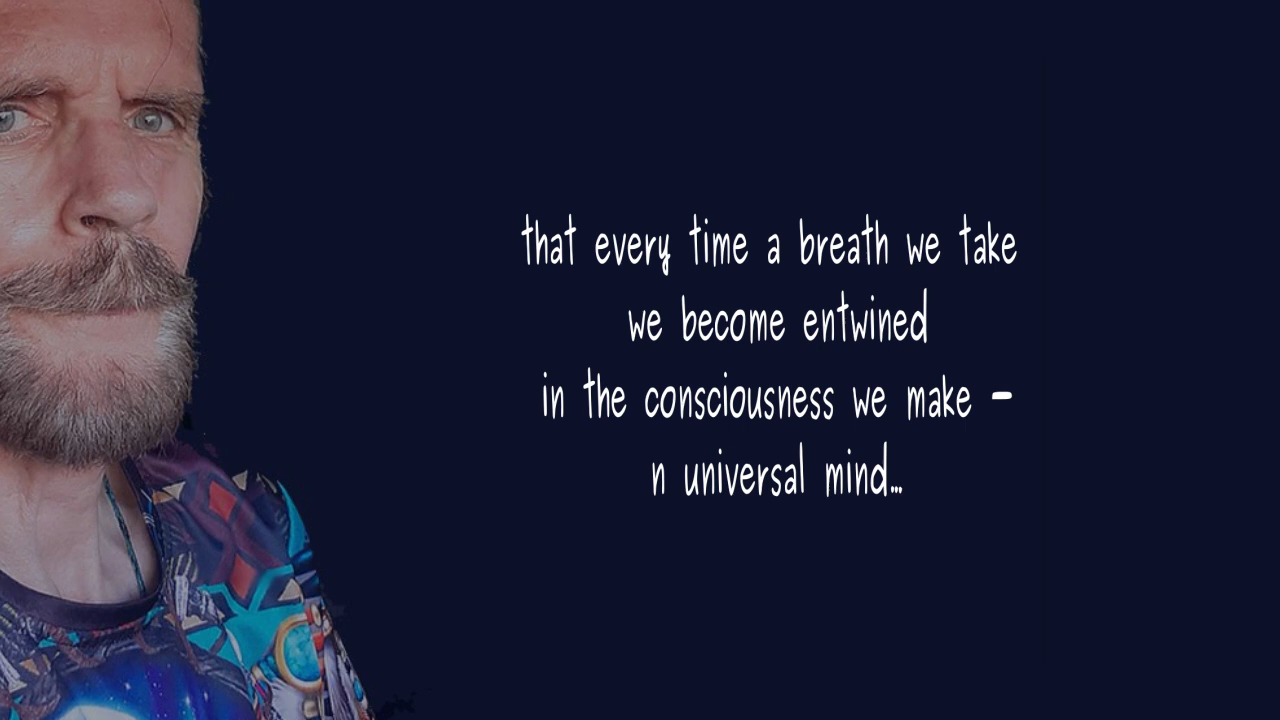 that every time a breath we take
we become entwined
in the consciousness we make –
n universal mind...